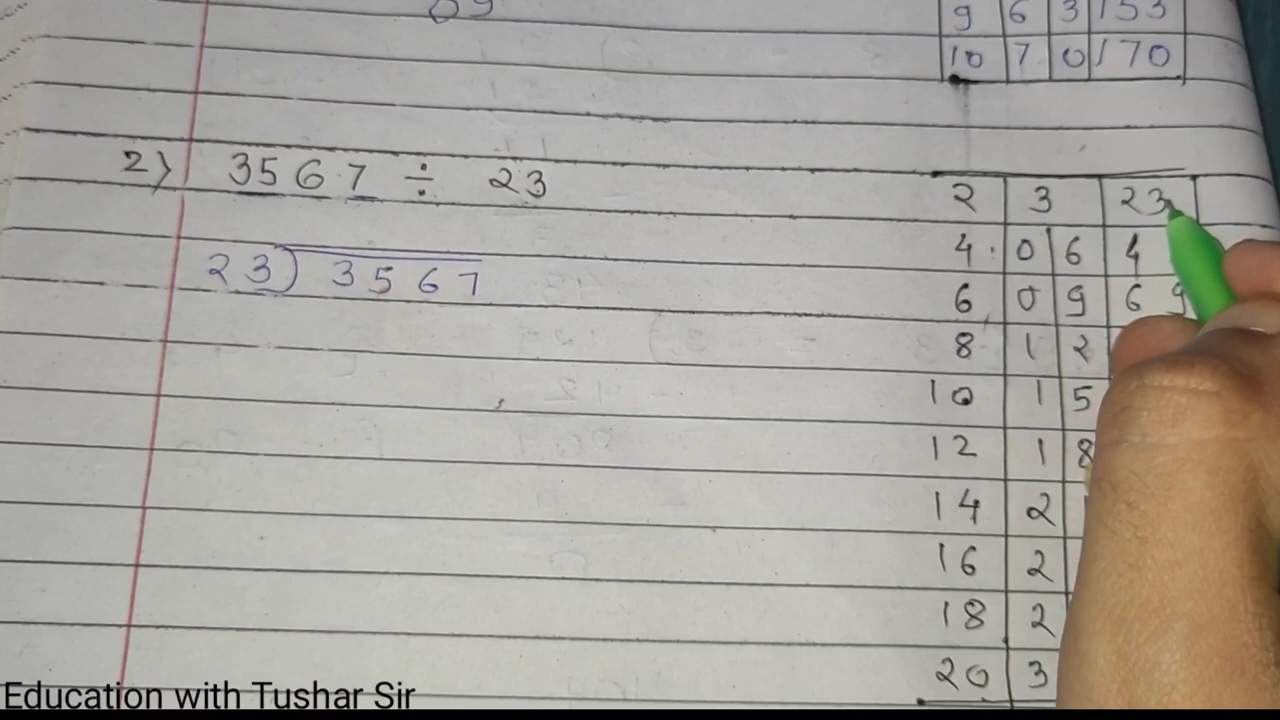 9 6 3 153
10 7 0 170
2) 3567 ÷ 23
23) 3567
2 3 23
4 0 6 4
6 0 9 6 9
8 1 2
10 1 5
12 1 8
14 2
16 2
18 2
20 3
Education with Tushar Sir